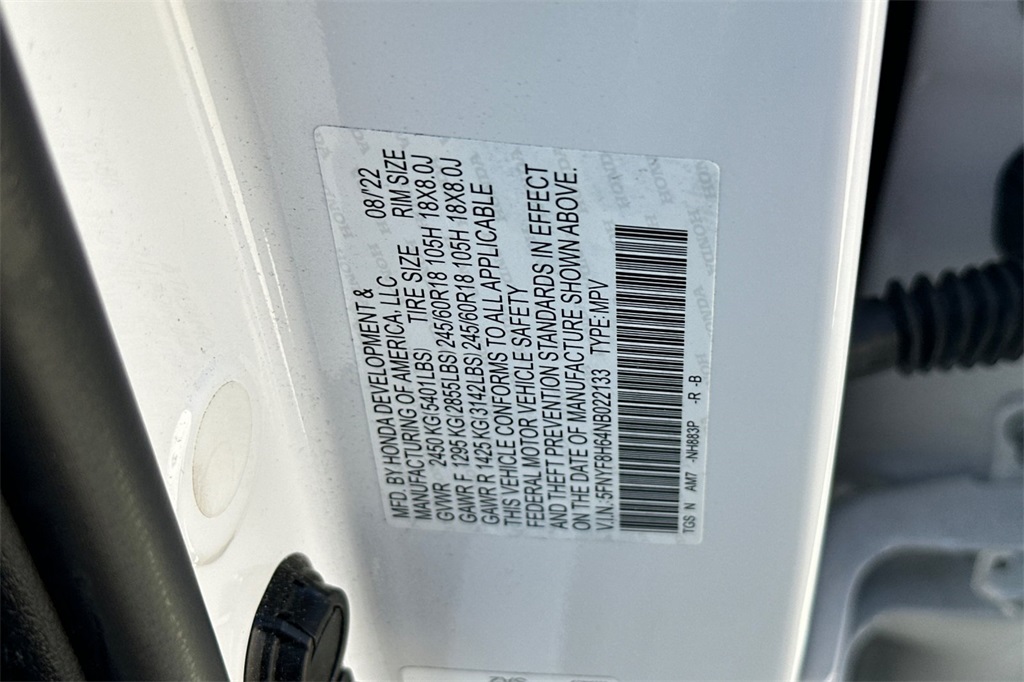 MFD. BY HONDA DEVELOPMENT & 08/'22
MANUFACTURING OF AMERICA, LLC
TIRE SIZE RIM SIZE
GVWR 2450 KG(5401LBS)
GAWR F 1295 KG(2855LBS) 245/60R18 105H 18X8.0J
GAWR R 1425 KG(3142LBS) 245/60R18 105H 18X8.0J
THIS VEHICLE CONFORMS TO ALL APPLICABLE
FEDERAL MOTOR VEHICLE SAFETY
AND THEFT PREVENTION STANDARDS IN EFFECT
ON THE DATE OF MANUFACTURE SHOWN ABOVE.
V.I.N.:5FNYF8H64NB022133 TYPE:MPV
TGS N AM7 -NH883P -R -B
HONDA